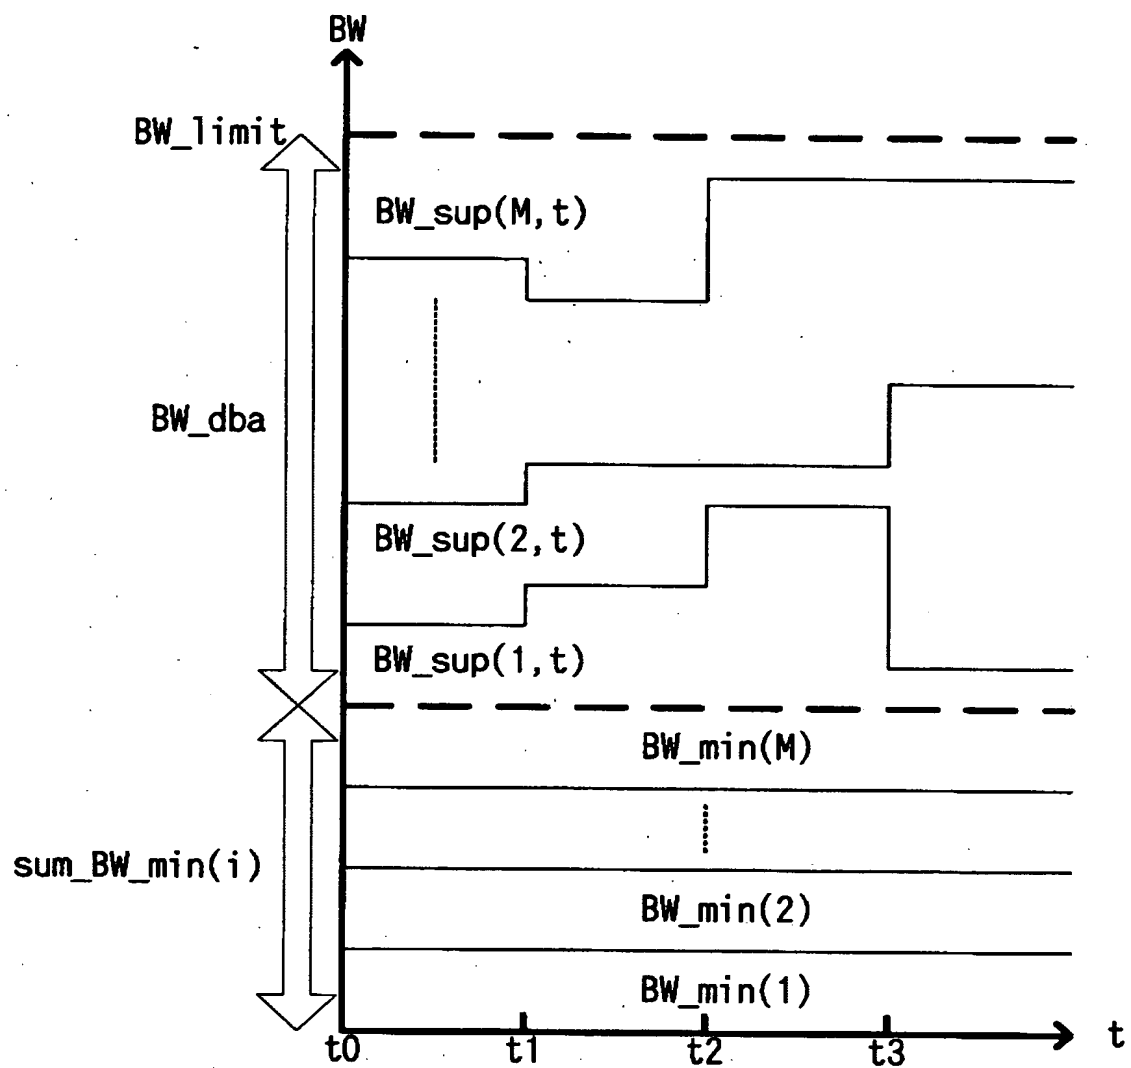 BW
BW_limit
BW_sup(M,t)
BW_dba
BW_sup(2,t)
BW_sup(1,t)
BW_min(M)
sum_BW_min(i)
BW_min(2)
BW_min(1)
t0 t1 t2 t3 t